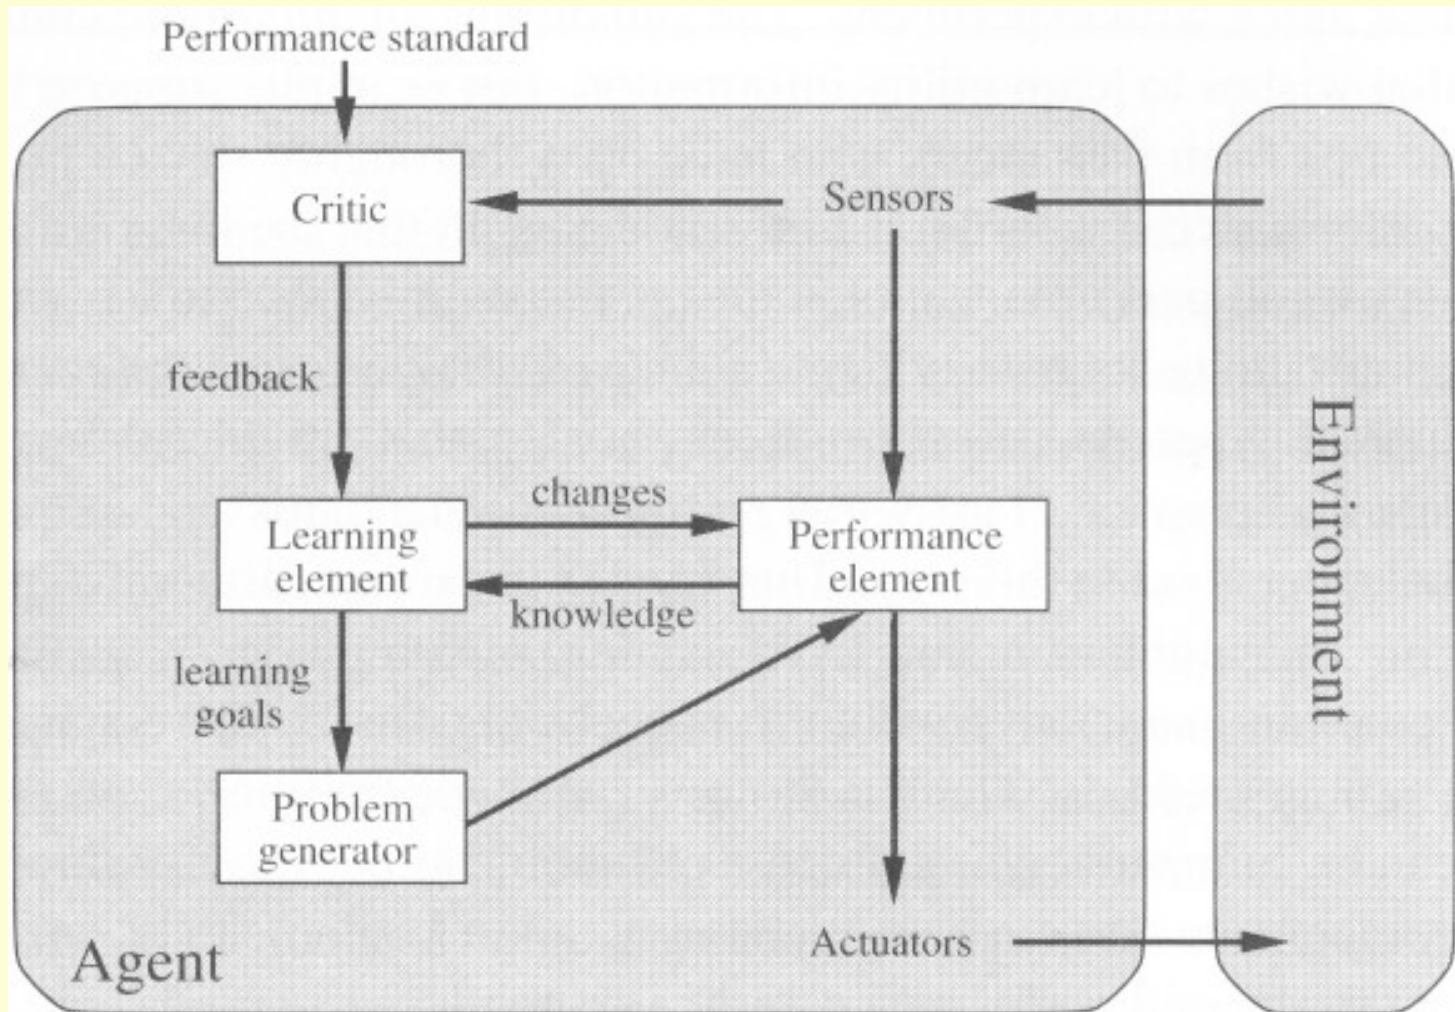 Performance standard
Critic
Sensors
feedback
changes
Learning
element
Performance
element
knowledge
learning
goals
Problem
generator
Actuators
Agent
Environment